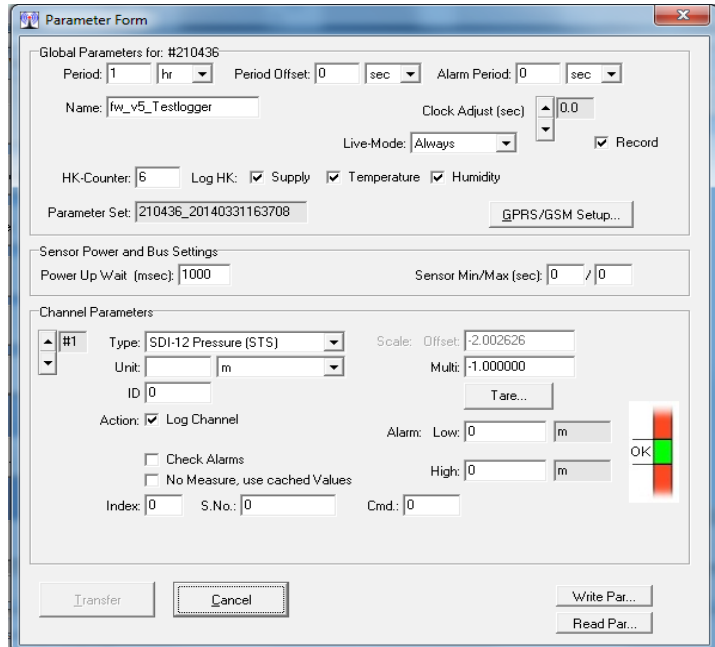 Parameter Form
Global Parameters for: #210436
Period: 1 hr Period Offset: 0 sec Alarm Period: 0 sec
Name: fw_v5_Testlogger
Clock Adjust (sec) 0.0
Live-Mode: Always Record
HK-Counter: 6 Log HK: Supply Temperature Humidity
Parameter Set: 210436_20140331163708 GPRS/GSM Setup...
Sensor Power and Bus Settings
Power Up Wait (msec): 1000 Sensor Min/Max (sec): 0 / 0
Channel Parameters
#1 Type: SDI-12 Pressure (STS) Scale: Offset: -2.002626
Unit: m Multi: -1.000000
ID 0 Tare...
Action: Log Channel
Alarm: Low: 0 m
OK
Check Alarms
High: 0 m
No Measure, use cached Values
Index: 0 S.No.: 0 Cmd.: 0
Transfer Cancel Write Par...
Read Par...